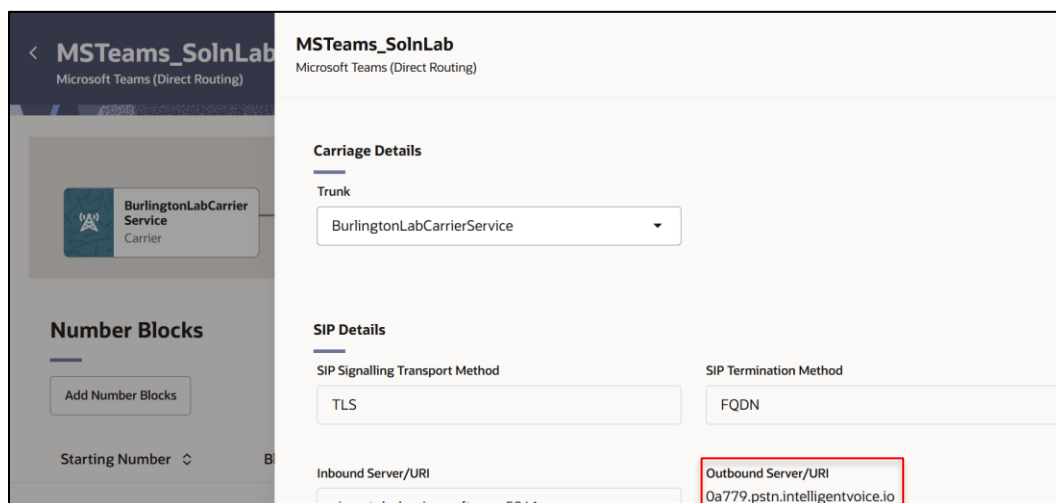 MSTeams_SolnLab
Microsoft Teams (Direct Routing)
BurlingtonLabCarrier
Service
Carrier
Number Blocks
Add Number Blocks
Starting Number
MSTeams_SolnLab
Microsoft Teams (Direct Routing)
Carriage Details
Trunk
BurlingtonLabCarrierService
SIP Details
SIP Signalling Transport Method
SIP Termination Method
TLS
FQDN
Inbound Server/URI
Outbound Server/URI
0a779.pstn.intelligentvoice.io